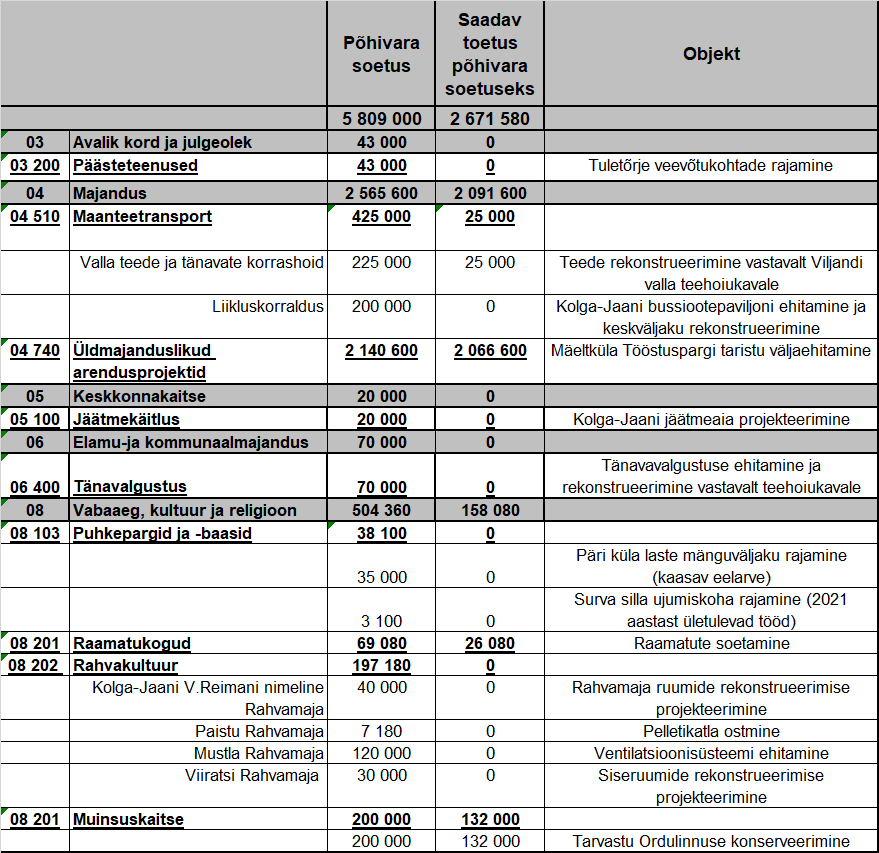 Põhivara soetus
Saadav toetus põhivara soetuseks
Objekt
5 809 000 2 671 580
03 Avalik kord ja julgeolek 43 000 0
03 200 Päästeteenused 43 000 0 Tuletõrje veevõtukohtade rajamine
04 Majandus 2 565 600 2 091 600
04 510 Maanteetransport 425 000 25 000
Valla teede ja tänavate korrashoid 225 000 25 000 Teede rekonstrueerimine vastavalt Viljandi
valla teehoiukavale
Liikluskorraldus 200 000 0 Kolga-Jaani bussiootepaviljoni ehitamine ja
keskväljaku rekonstrueerimine
04 740 Üldmajanduslikud 2 140 600 2 066 600 Mäeltküla Tööstuspargi taristu väljaehitamine
arendusprojektid
05 Keskkonnakaitse 20 000 0
05 100 Jäätmekäitlus 20 000 0 Kolga-Jaani jäätmeaia projekteerimine
06 Elamu-ja kommunaalmajandus 70 000 0
Tänavavalgustuse ehitamine ja
06 400 Tänavalgustus 70 000 0 rekonstrueerimine vastavalt teehoiukavale
08 Vabaaeg, kultuur ja religioon 504 360 158 080
08 103 Puhkepargid ja -baasid 38 100 0
Päri küla laste mänguväljaku rajamine
35 000 0 (kaasav eelarve)
Surva silla ujumiskoha rajamine (2021
3 100 0 aastast ületulevad tööd)
08 201 Raamatukogud 69 080 26 080 Raamatute soetamine
08 202 Rahvakultuur 197 180 0
Kolga-Jaani V.Reimani nimeline 40 000 0 Rahvamaja ruumide rekonstrueerimise
Rahvamaja projekteerimine
Paistu Rahvamaja 7 180 0 Pelletikatla ostmine
Mustla Rahvamaja 120 000 0 Ventilatsioonisüsteemi ehitamine
Viiratsi Rahvamaja 30 000 0 Siseruumide rekonstrueerimise
projekteerimine
08 201 Muinsuskaitse 200 000 132 000
200 000 132 000 Tarvastu Ordulinnuse konserveerimine